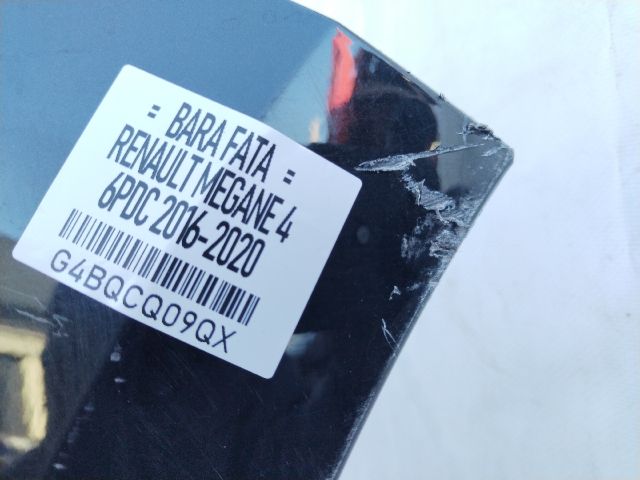 = BARA FATA =
RENAULT MEGANE 4
6PDC 2016-2020
G4BQCQ09QX